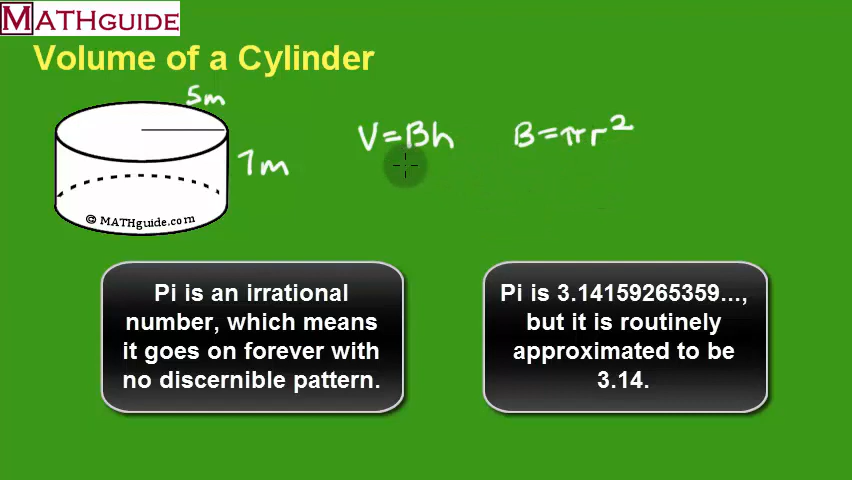 MATHGUIDE
Volume of a Cylinder
5m
V=Bh B=πr²
7m
© MATHguide.com
Pi is an irrational
number, which means
it goes on forever with
no discernible pattern.
Pi is 3.14159265359...,
but it is routinely
approximated to be
3.14.